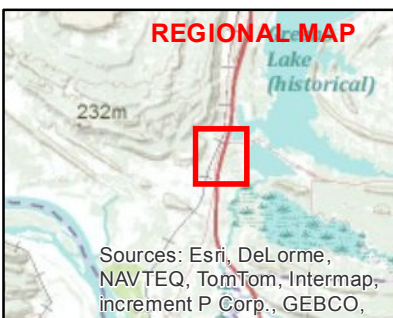 REGIONAL MAP
Lake
(historical)
232m
Sources: Esri, DeLorme,
NAVTEQ, TomTom, Intermap,
increment P Corp., GEBCO,